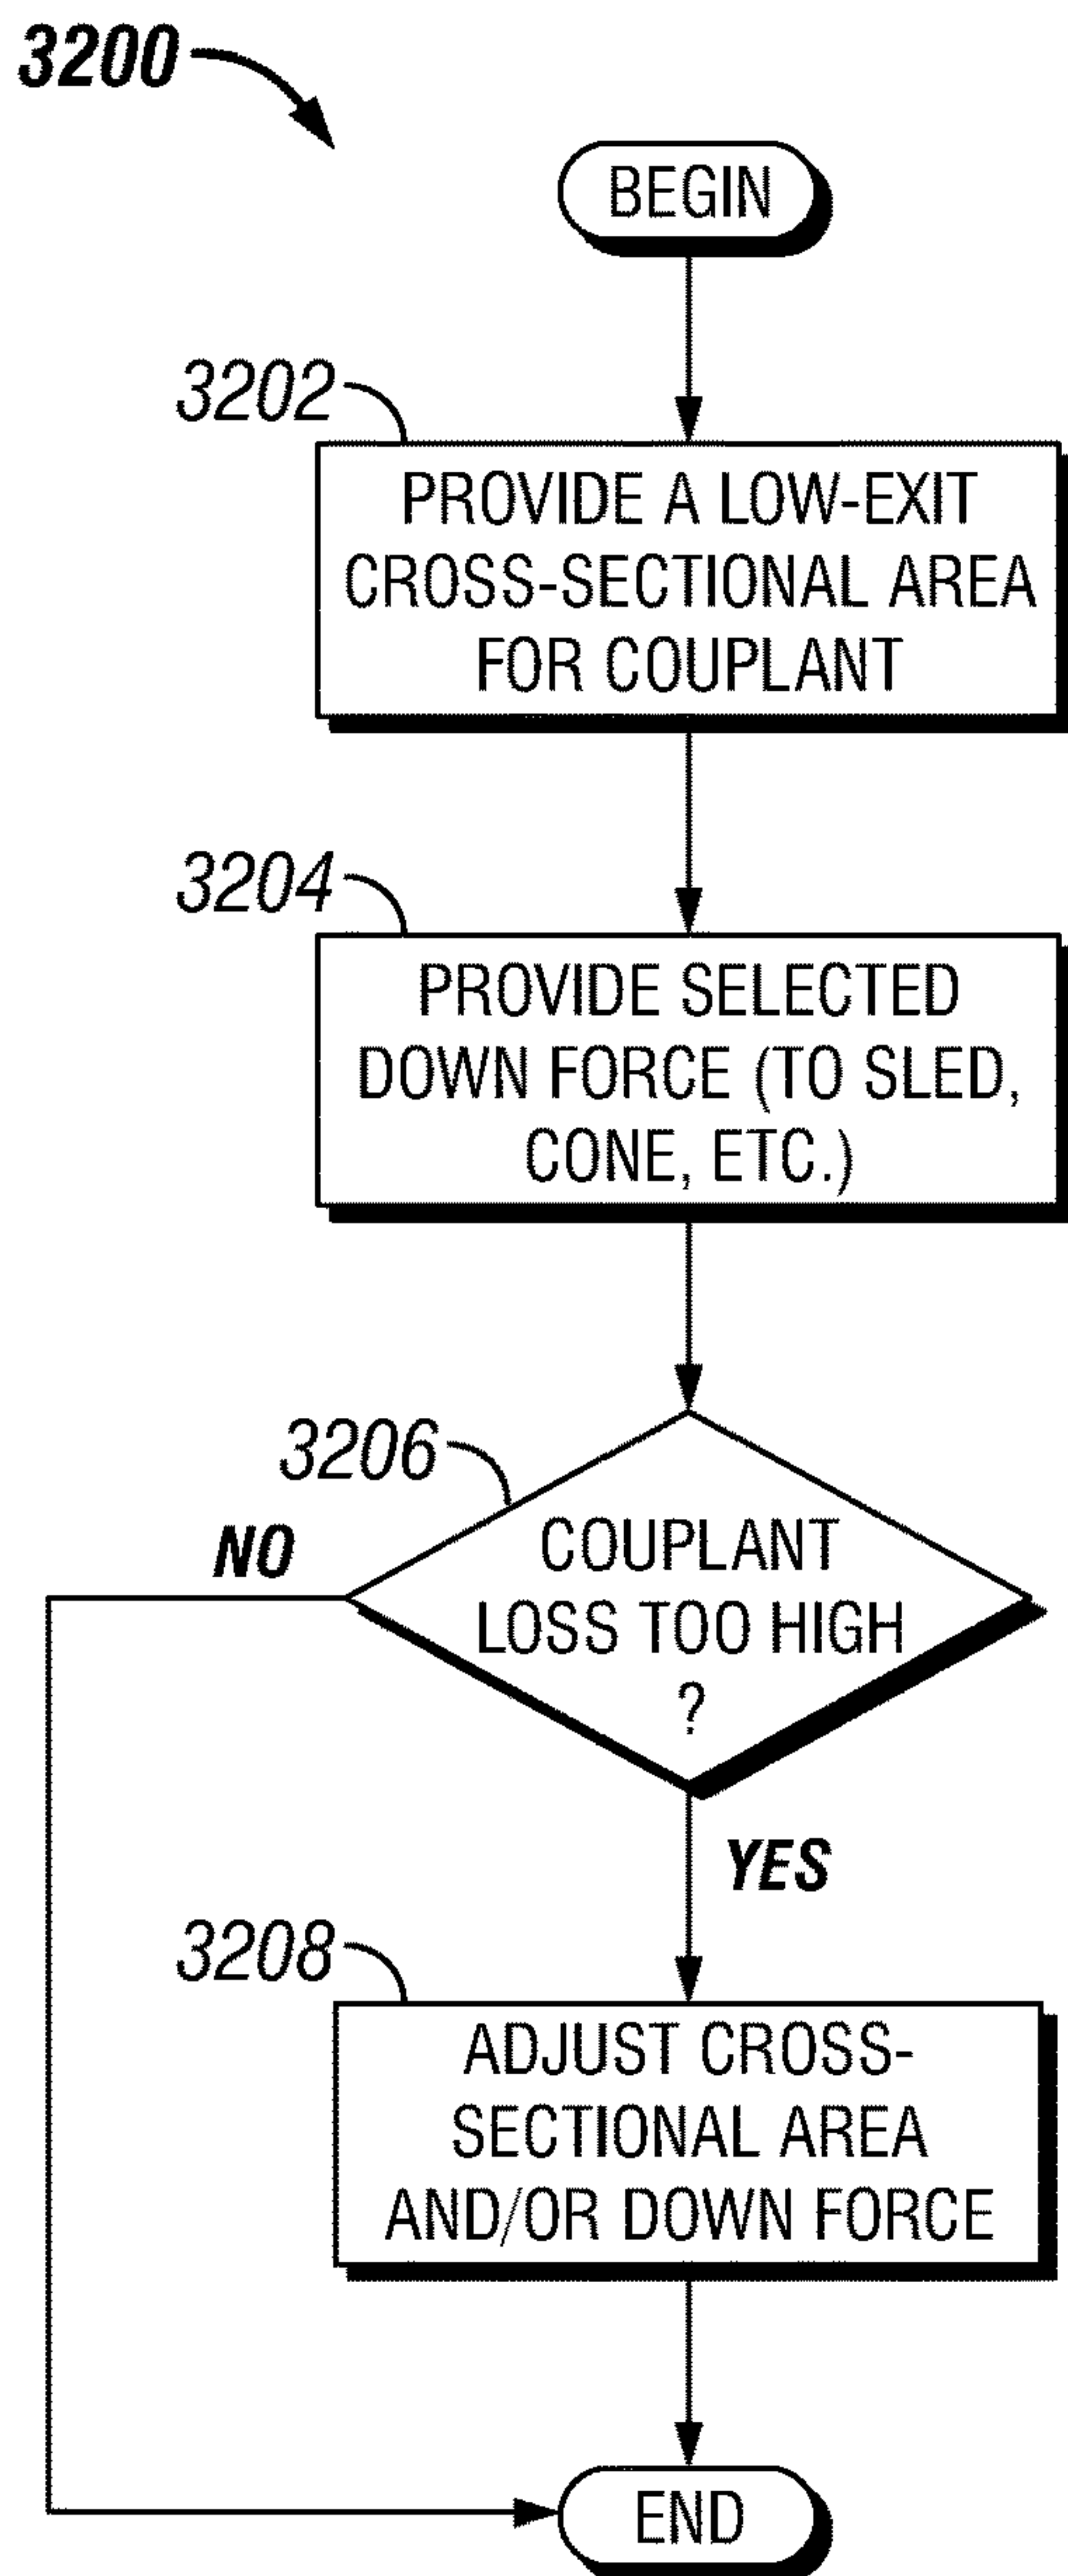 3200
BEGIN
3202
PROVIDE A LOW-EXIT
CROSS-SECTIONAL AREA
FOR COUPLANT
3204
PROVIDE SELECTED
DOWN FORCE (TO SLED,
CONE, ETC.)
3206
NO
COUPLANT
LOSS TOO HIGH
?
YES
3208
ADJUST CROSS-
SECTIONAL AREA
AND/OR DOWN FORCE
END